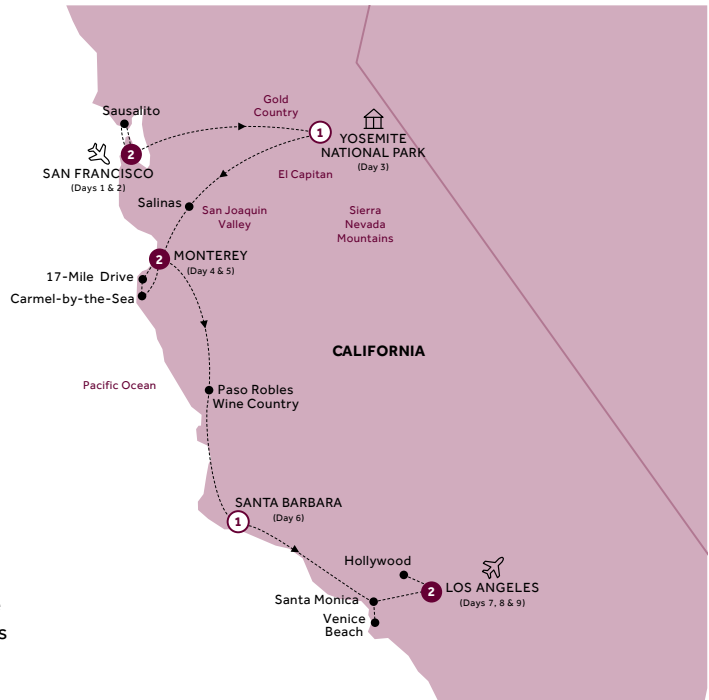 Gold
Country
Sausalito
1
YOSEMITE
NATIONAL PARK
(Day 3)
2
SAN FRANCISCO
(Days 1 & 2)
El Capitan
Salinas
San Joaquin
Valley
Sierra
Nevada
Mountains
2
MONTEREY
(Day 4 & 5)
17-Mile Drive
Carmel-by-the-Sea
CALIFORNIA
Pacific Ocean
Paso Robles
Wine Country
SANTA BARBARA
(Day 6)
1
Hollywood
2
LOS ANGELES
(Days 7, 8 & 9)
Santa Monica
Venice
Beach